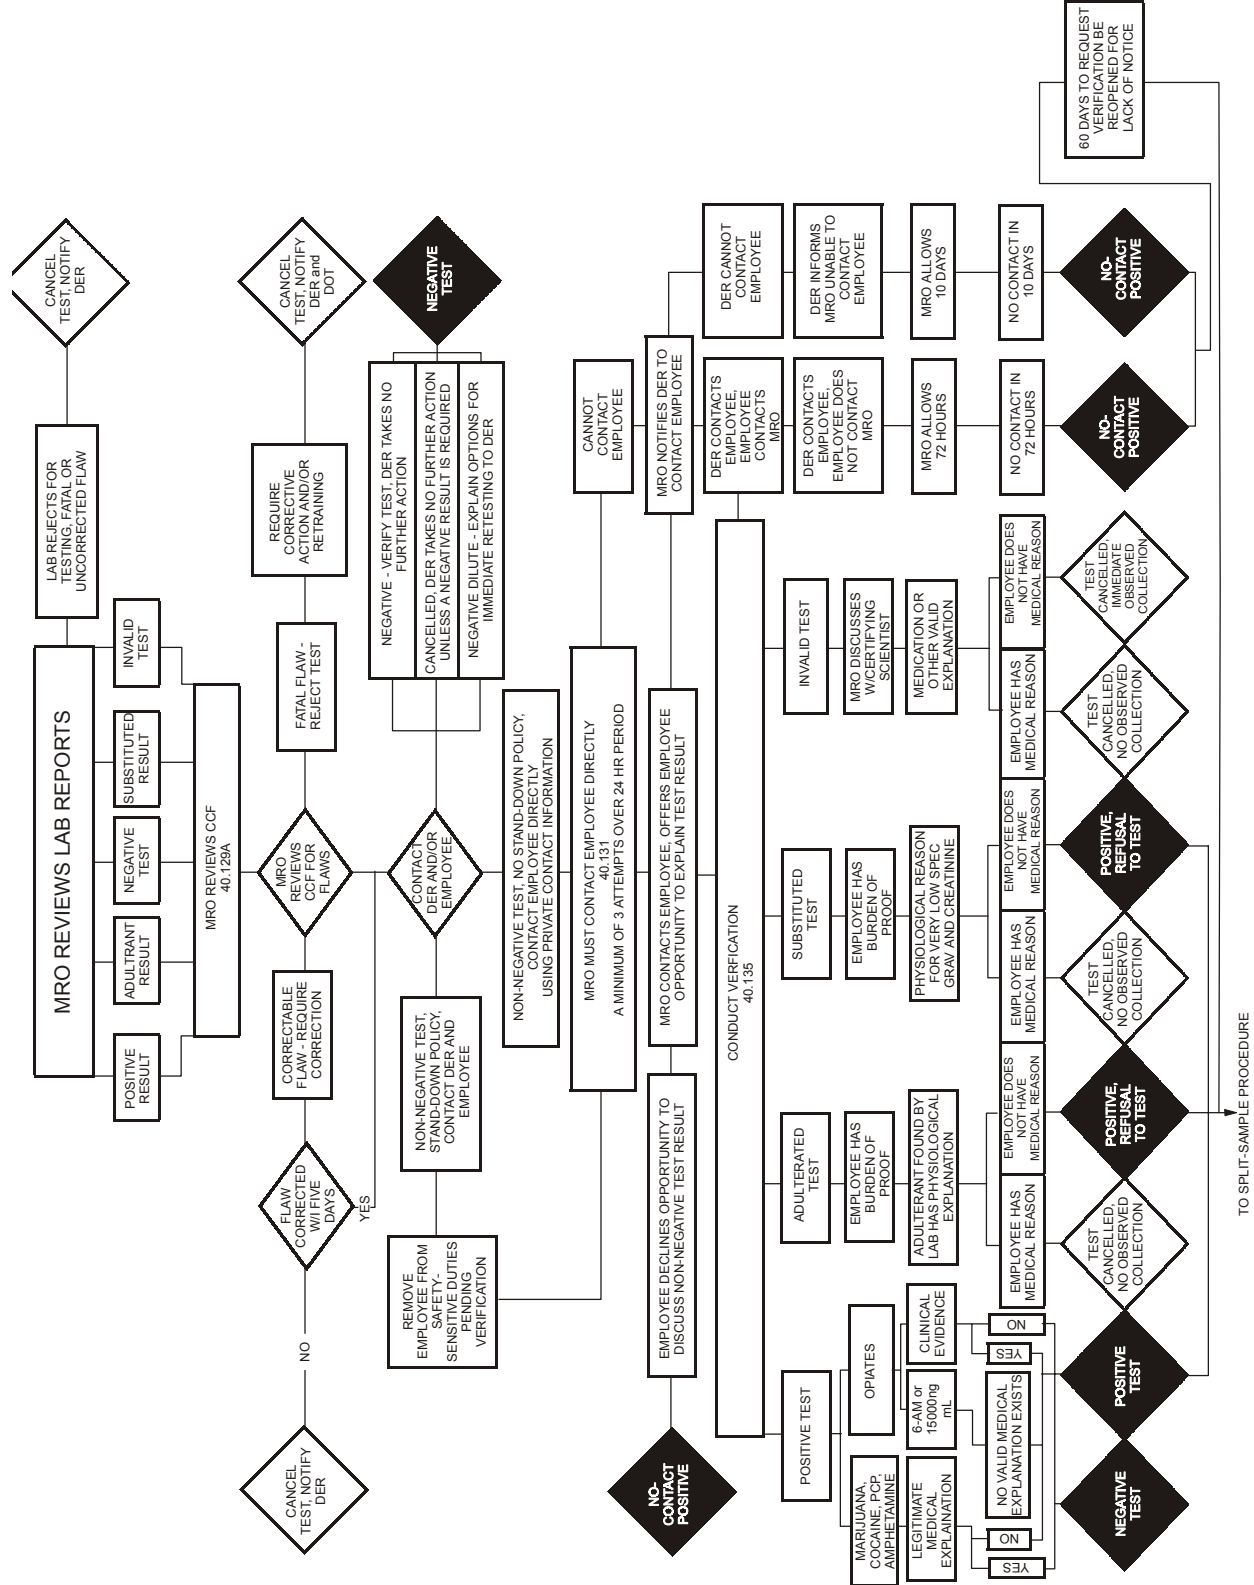 MRO REVIEWS LAB REPORTS
LAB REJECTS FOR
TESTING, FATAL OR
UNCORRECTED FLAW
CANCEL
TEST, NOTIFY
DER
POSITIVE
RESULT
ADULTRANT
RESULT
NEGATIVE
TEST
SUBSTITUTED
RESULT
INVALID
TEST
MRO REVIEWS CCF
40.129A
CANCEL
TEST, NOTIFY
DER
NO
FLAW
CORRECTED
W/I FIVE
DAYS
YES
CORRECTABLE
FLAW - REQUIRE
CORRECTION
MRO
REVIEWS
CCF FOR
FLAWS
FATAL FLAW -
REJECT TEST
REQUIRE
CORRECTIVE
ACTION AND/OR
RETRAINING
CANCEL
TEST, NOTIFY
DER and
DOT
REMOVE
EMPLOYEE FROM
SAFETY-
SENSITIVE DUTIES
PENDING
VERIFICATION
NON-NEGATIVE TEST,
STAND-DOWN POLICY,
CONTACT DER AND
EMPLOYEE
CONTACT
DER AND/OR
EMPLOYEE
NEGATIVE - VERIFY TEST, DER TAKES NO
FURTHER ACTION
CANCELLED, DER TAKES NO FURTHER ACTION
UNLESS A NEGATIVE RESULT IS REQUIRED
NEGATIVE DILUTE - EXPLAIN OPTIONS FOR
IMMEDIATE RETESTING TO DER
NEGATIVE
TEST
NON-NEGATIVE TEST, NO STAND-DOWN POLICY,
CONTACT EMPLOYEE DIRECTLY
USING PRIVATE CONTACT INFORMATION
MRO MUST CONTACT EMPLOYEE DIRECTLY
40.131
A MINIMUM OF 3 ATTEMPTS OVER 24 HR PERIOD
CANNOT
CONTACT
EMPLOYEE
NO-
CONTACT
POSITIVE
EMPLOYEE DECLINES OPPORTUNITY TO
DISCUSS NON-NEGATIVE TEST RESULT
MRO CONTACTS EMPLOYEE, OFFERS EMPLOYEE
OPPORTUNITY TO EXPLAIN TEST RESULT
MRO NOTIFIES DER TO
CONTACT EMPLOYEE
CONDUCT VERFICATION
40.135
DER CONTACTS
EMPLOYEE,
EMPLOYEE
CONTACTS
MRO
DER CANNOT
CONTACT
EMPLOYEE
POSITIVE TEST
ADULTERATED
TEST
SUBSTITUTED
TEST
INVALID TEST
DER CONTACTS
EMPLOYEE,
EMPLOYEE DOES
NOT CONTACT
MRO
DER INFORMS
MRO UNABLE TO
CONTACT
EMPLOYEE
MARIJUANA,
COCAINE, PCP,
AMPHETAMINE
OPIATES
EMPLOYEE HAS
BURDEN OF
PROOF
EMPLOYEE HAS
BURDEN OF
PROOF
MRO DISCUSSES
W/CERTIFYING
SCIENTIST
LEGITIMATE
MEDICAL
EXPLAINATION
6-AM or
15000ng
mL
CLINICAL
EVIDENCE
ADULTERANT FOUND BY
LAB HAS PHYSIOLOGICAL
EXPLANATION
PHYSIOLOGICAL REASON
FOR VERY LOW SPEC
GRAV AND CREATININE
MEDICATION OR
OTHER VALID
EXPLANATION
MRO ALLOWS
72 HOURS
MRO ALLOWS
10 DAYS
YES
NO
NO VALID MEDICAL
EXPLANATION EXISTS
YES
NO
EMPLOYEE HAS
MEDICAL REASON
EMPLOYEE DOES
NOT HAVE
MEDICAL REASON
EMPLOYEE HAS
MEDICAL REASON
EMPLOYEE DOES
NOT HAVE
MEDICAL REASON
EMPLOYEE HAS
MEDICAL REASON
EMPLOYEE DOES
NOT HAVE
MEDICAL REASON
NO CONTACT IN
72 HOURS
NO CONTACT IN
10 DAYS
NEGATIVE
TEST
POSITIVE
TEST
TEST
CANCELLED,
NO OBSERVED
COLLECTION
POSITIVE,
REFUSAL
TO TEST
TEST
CANCELLED,
NO OBSERVED
COLLECTION
POSITIVE,
REFUSAL
TO TEST
TEST
CANCELLED,
NO OBSERVED
COLLECTION
TEST
CANCELLED,
IMMEDIATE
OBSERVED
COLLECTION
NO-
CONTACT
POSITIVE
NO-
CONTACT
POSITIVE
60 DAYS TO REQUEST
VERIFICATION BE
REOPENED FOR
LACK OF NOTICE
TO SPLIT-SAMPLE PROCEDURE